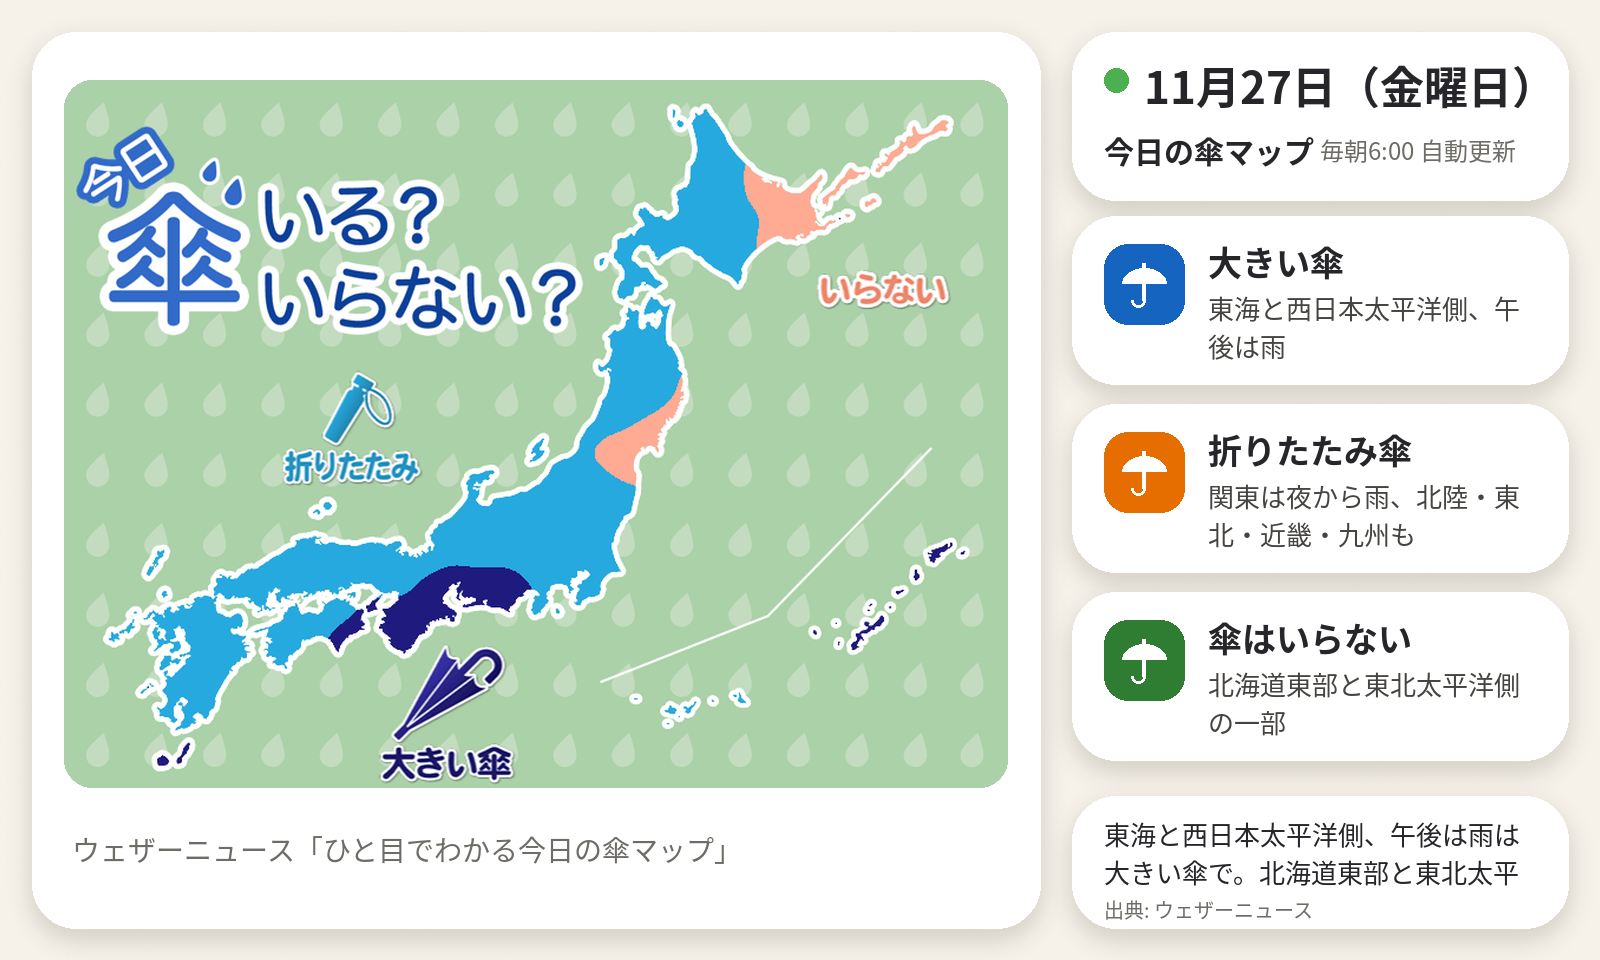 今日
傘
いる?
いらない?
いらない
折りたたみ
大きい傘
ウェザーニュース「ひと目でわかる今日の傘マップ」
11月27日（金曜日）
今日の傘マップ 毎朝6:00 自動更新
大きい傘
東海と西日本太平洋側、午
後は雨
折りたたみ傘
関東は夜から雨、北陸・東
北・近畿・九州も
傘はいらない
北海道東部と東北太平洋側
の一部
東海と西日本太平洋側、午後は雨は
大きい傘で。北海道東部と東北太平
出典: ウェザーニュース